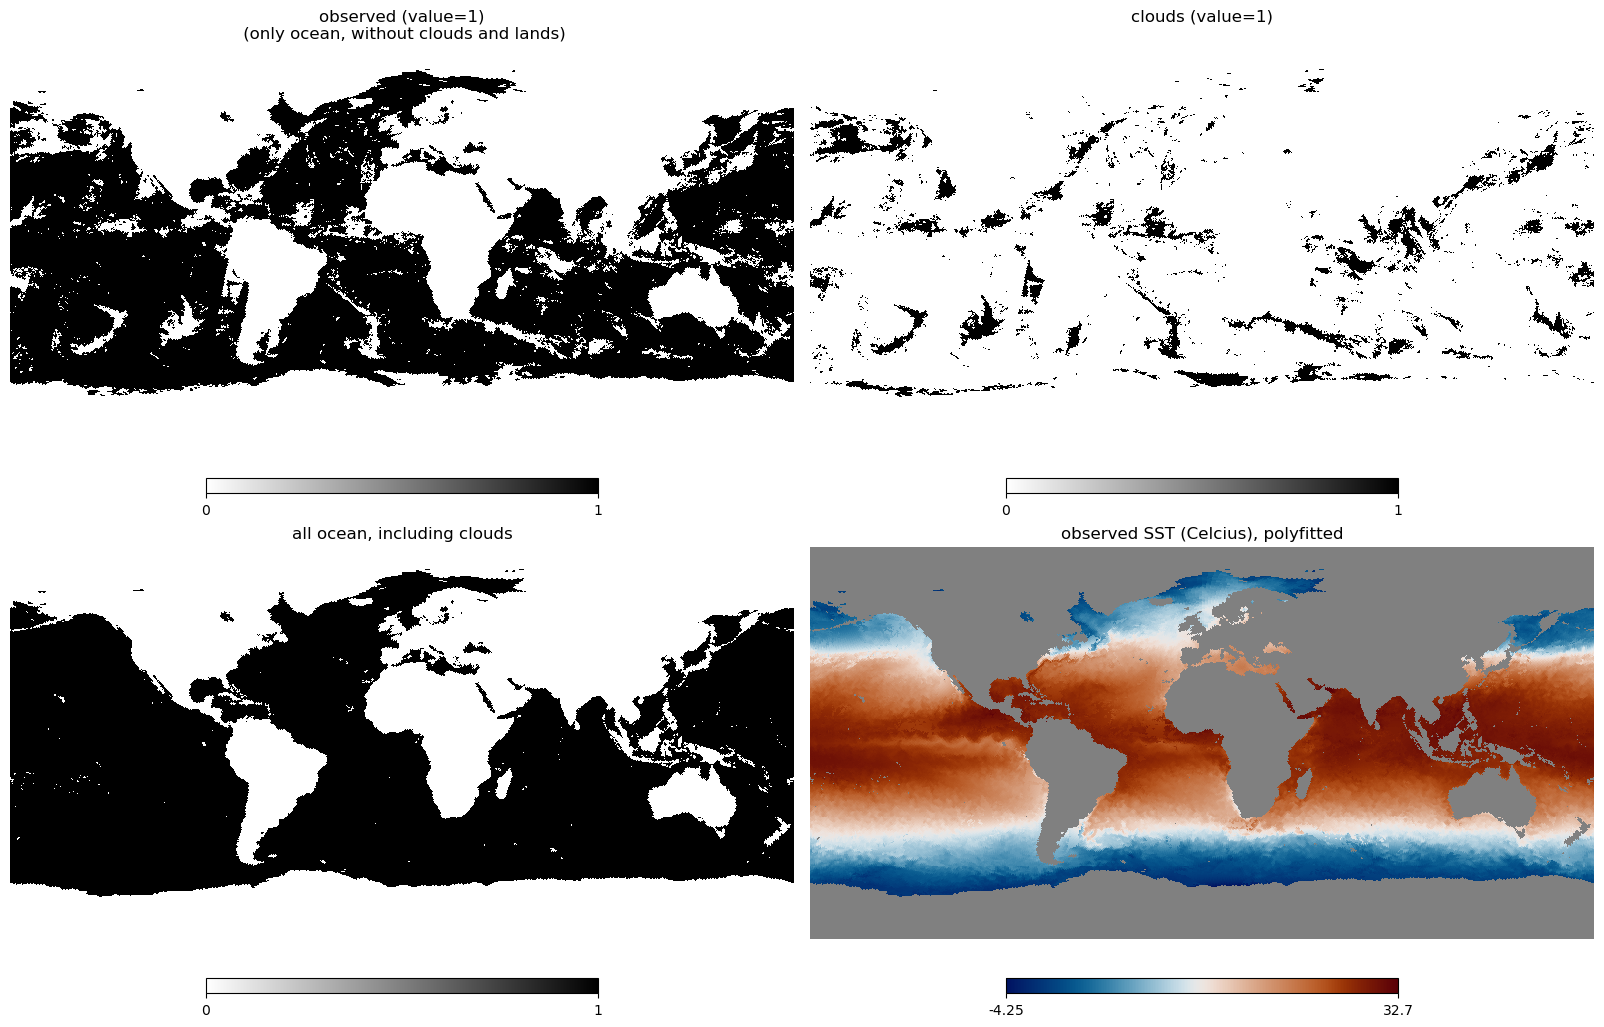 observed (value=1)
(only ocean, without clouds and lands)
clouds (value=1)
0 1
0 1
all ocean, including clouds
observed SST (Celcius), polyfitted
0 1
-4.25 32.7